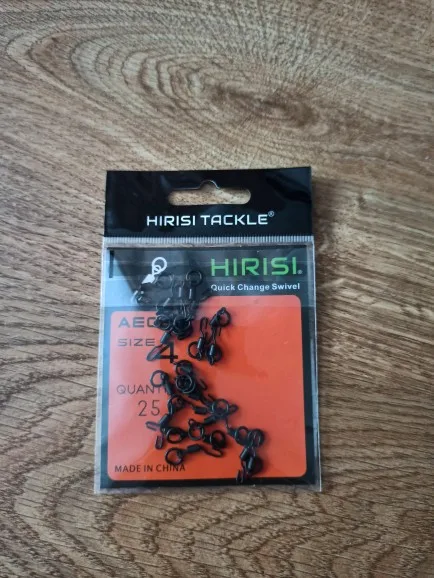 HIRISI TACKLE®
HIRISI®
Quick Change Swivel
SIZE 4
25
MADE IN CHINA